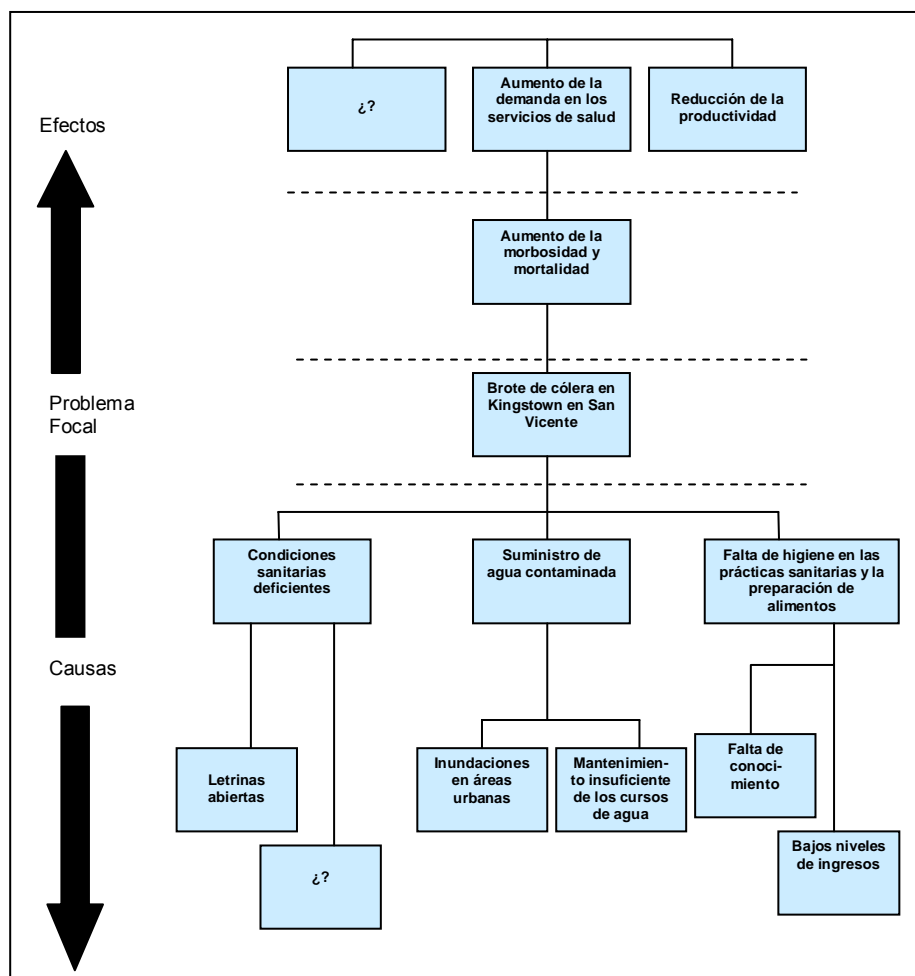 ¿?
Aumento de la
demanda en los
servicios de salud
Reducción de la
productividad
Efectos
Aumento de la
morbosidad y
mortalidad
Problema
Focal
Brote de cólera en
Kingstown en San
Vicente
Condiciones
sanitarias
deficientes
Suministro de
agua contaminada
Falta de higiene en las
prácticas sanitarias y la
preparación de
alimentos
Causas
Letrinas
abiertas
Inundaciones
en áreas
urbanas
Mantenimien-
to insuficiente
de los cursos
de agua
Falta de
conoci-
miento
¿?
Bajos niveles
de ingresos